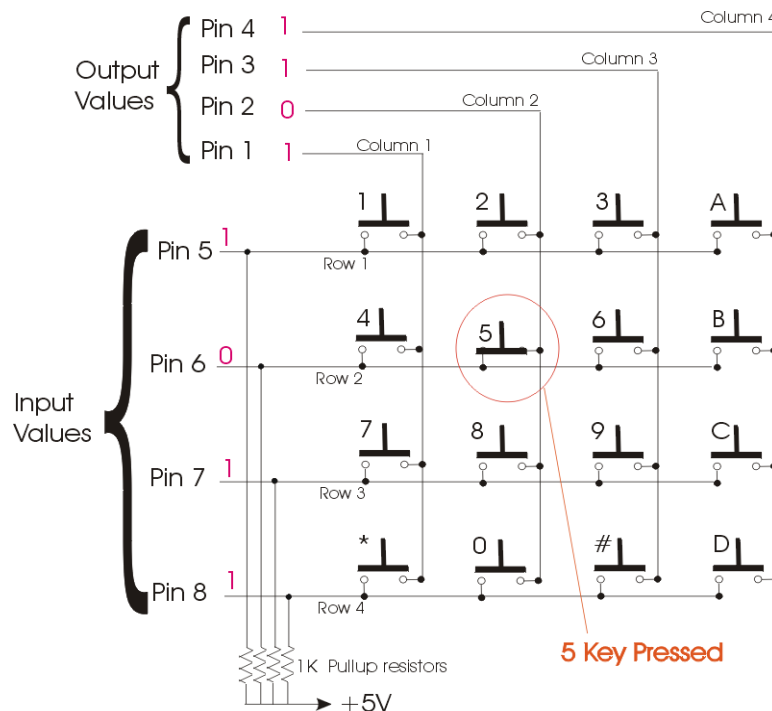 Column 4
Pin 4 1
Pin 3 1
Column 3
Output
Values
Pin 2 0
Column 2
Pin 1 1
Column 1
1 2 3 A
Pin 5 1
Row 1
4 5 6 B
Pin 6 0
Row 2
Input
Values
7 8 9 C
Pin 7 1
Row 3
* 0 # D
Pin 8 1
Row 4
5 Key Pressed
1K Pullup resistors
+5V